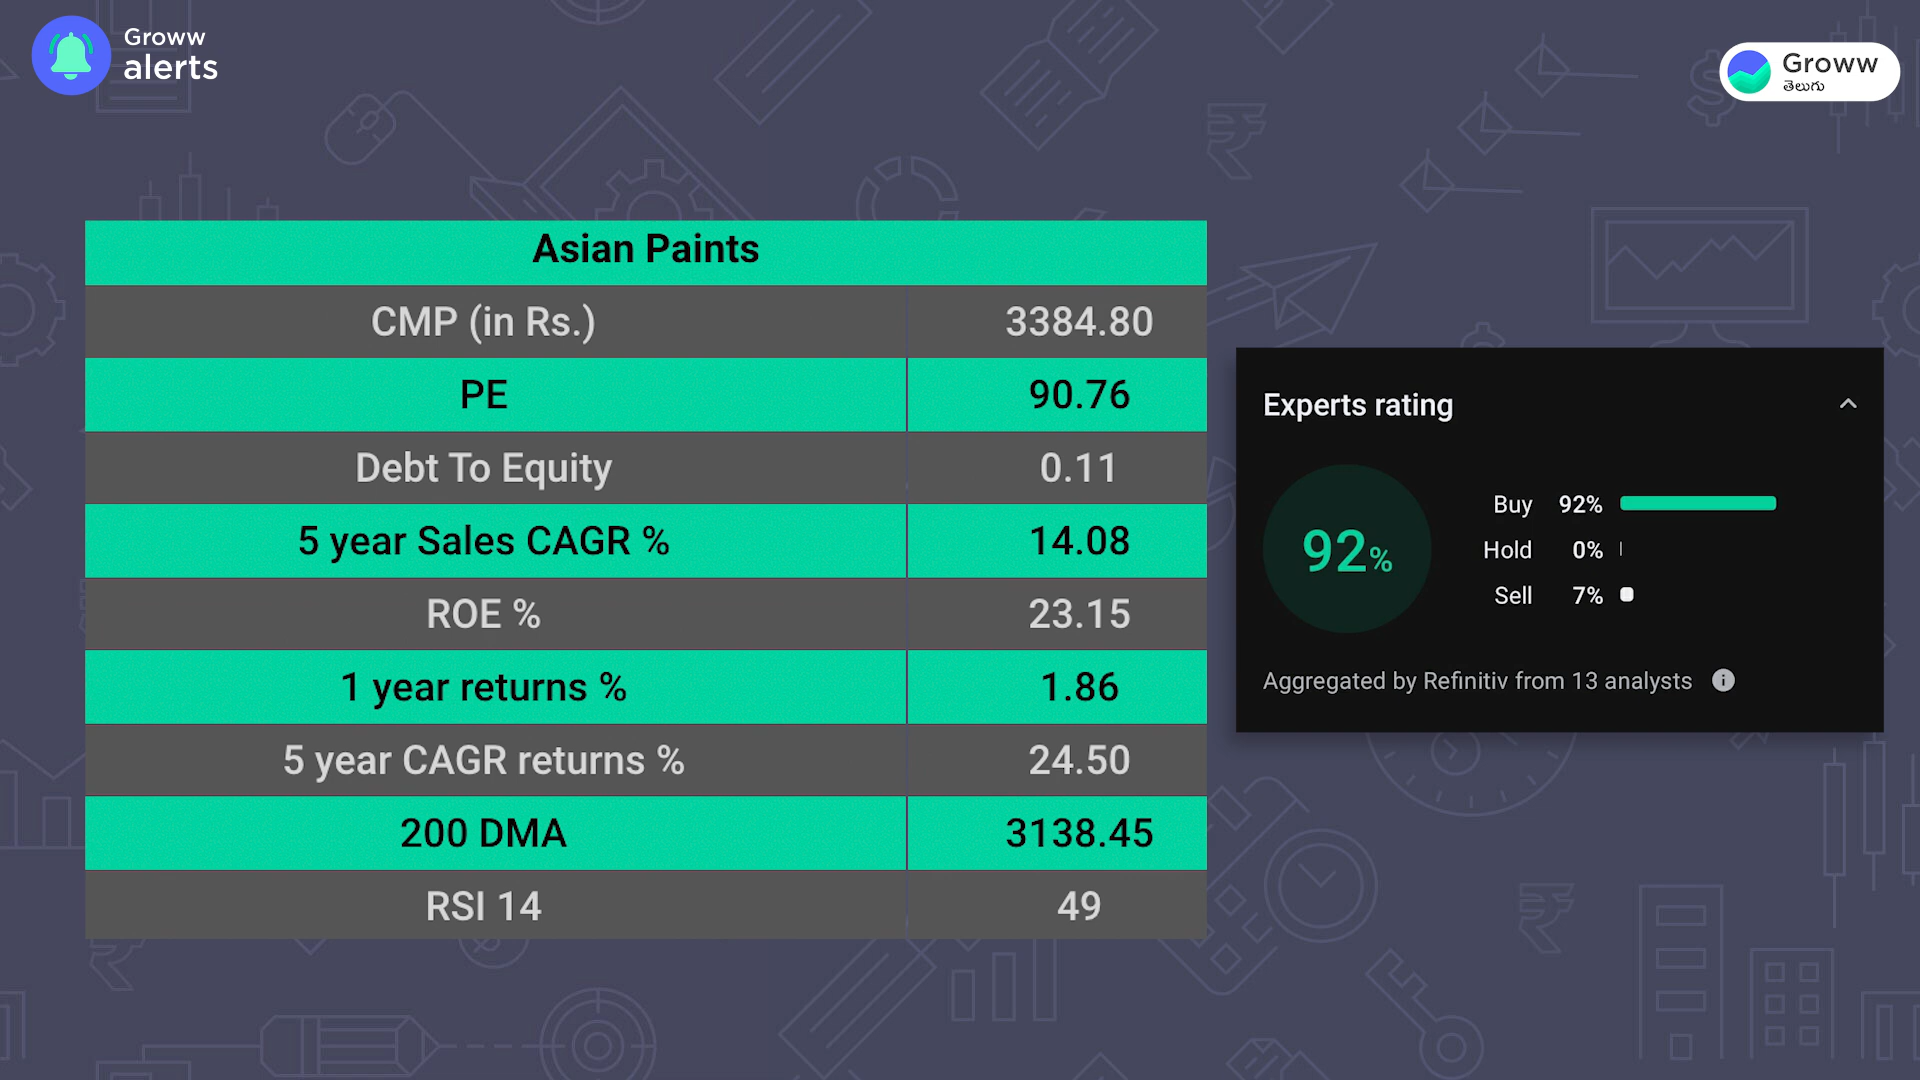 Groww
alerts
Groww
తెలుగు
Asian Paints
CMP (in Rs.) 3384.80
PE 90.76
Debt To Equity 0.11
5 year Sales CAGR % 14.08
ROE % 23.15
1 year returns % 1.86
5 year CAGR returns % 24.50
200 DMA 3138.45
RSI 14 49
Experts rating
92%
Buy 92%
Hold 0%
Sell 7%
Aggregated by Refinitiv from 13 analysts